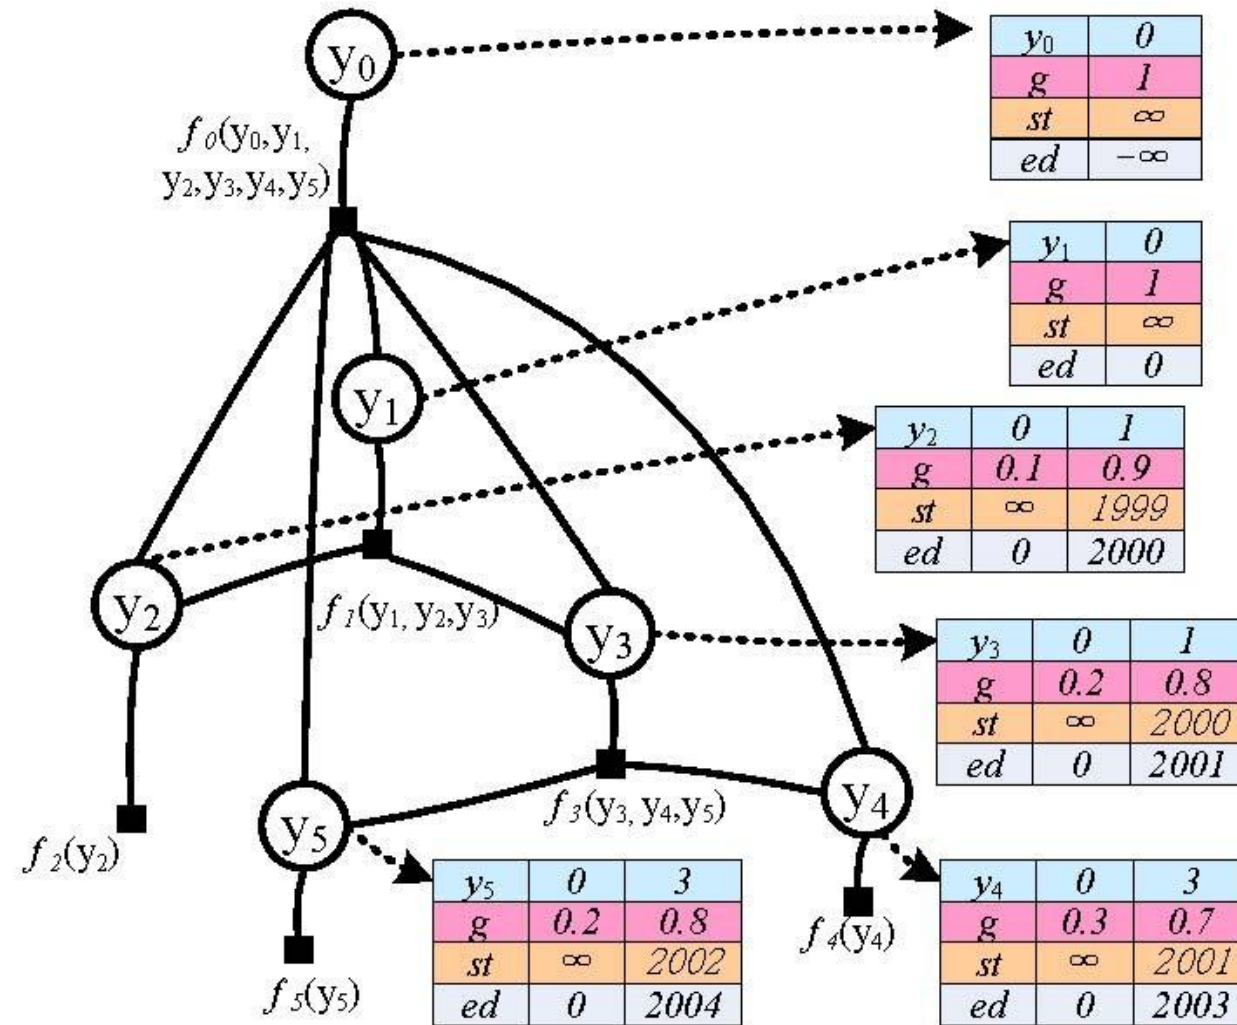 y₀
y₀ 0
g 1
st ∞
ed −∞
f₀(y₀,y₁,
y₂,y₃,y₄,y₅)
y₁ 0
g 1
st ∞
ed 0
y₁
y₂ 0 1
g 0.1 0.9
st ∞ 1999
ed 0 2000
y₂
f₁(y₁, y₂,y₃)
y₃
y₃ 0 1
g 0.2 0.8
st ∞ 2000
ed 0 2001
y₅
f₃(y₃, y₄,y₅)
y₄
f₂(y₂)
y₅ 0 3
g 0.2 0.8
st ∞ 2002
ed 0 2004
f₄(y₄)
y₄ 0 3
g 0.3 0.7
st ∞ 2001
ed 0 2003
f₅(y₅)